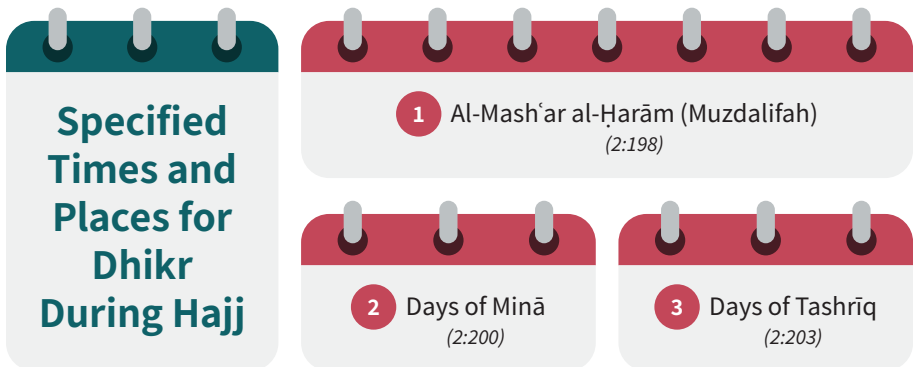 Specified
Times and
Places for
Dhikr
During Hajj
1 Al-Mashʿar al-Ḥarām (Muzdalifah)
(2:198)
2 Days of Minā
(2:200)
3 Days of Tashrīq
(2:203)